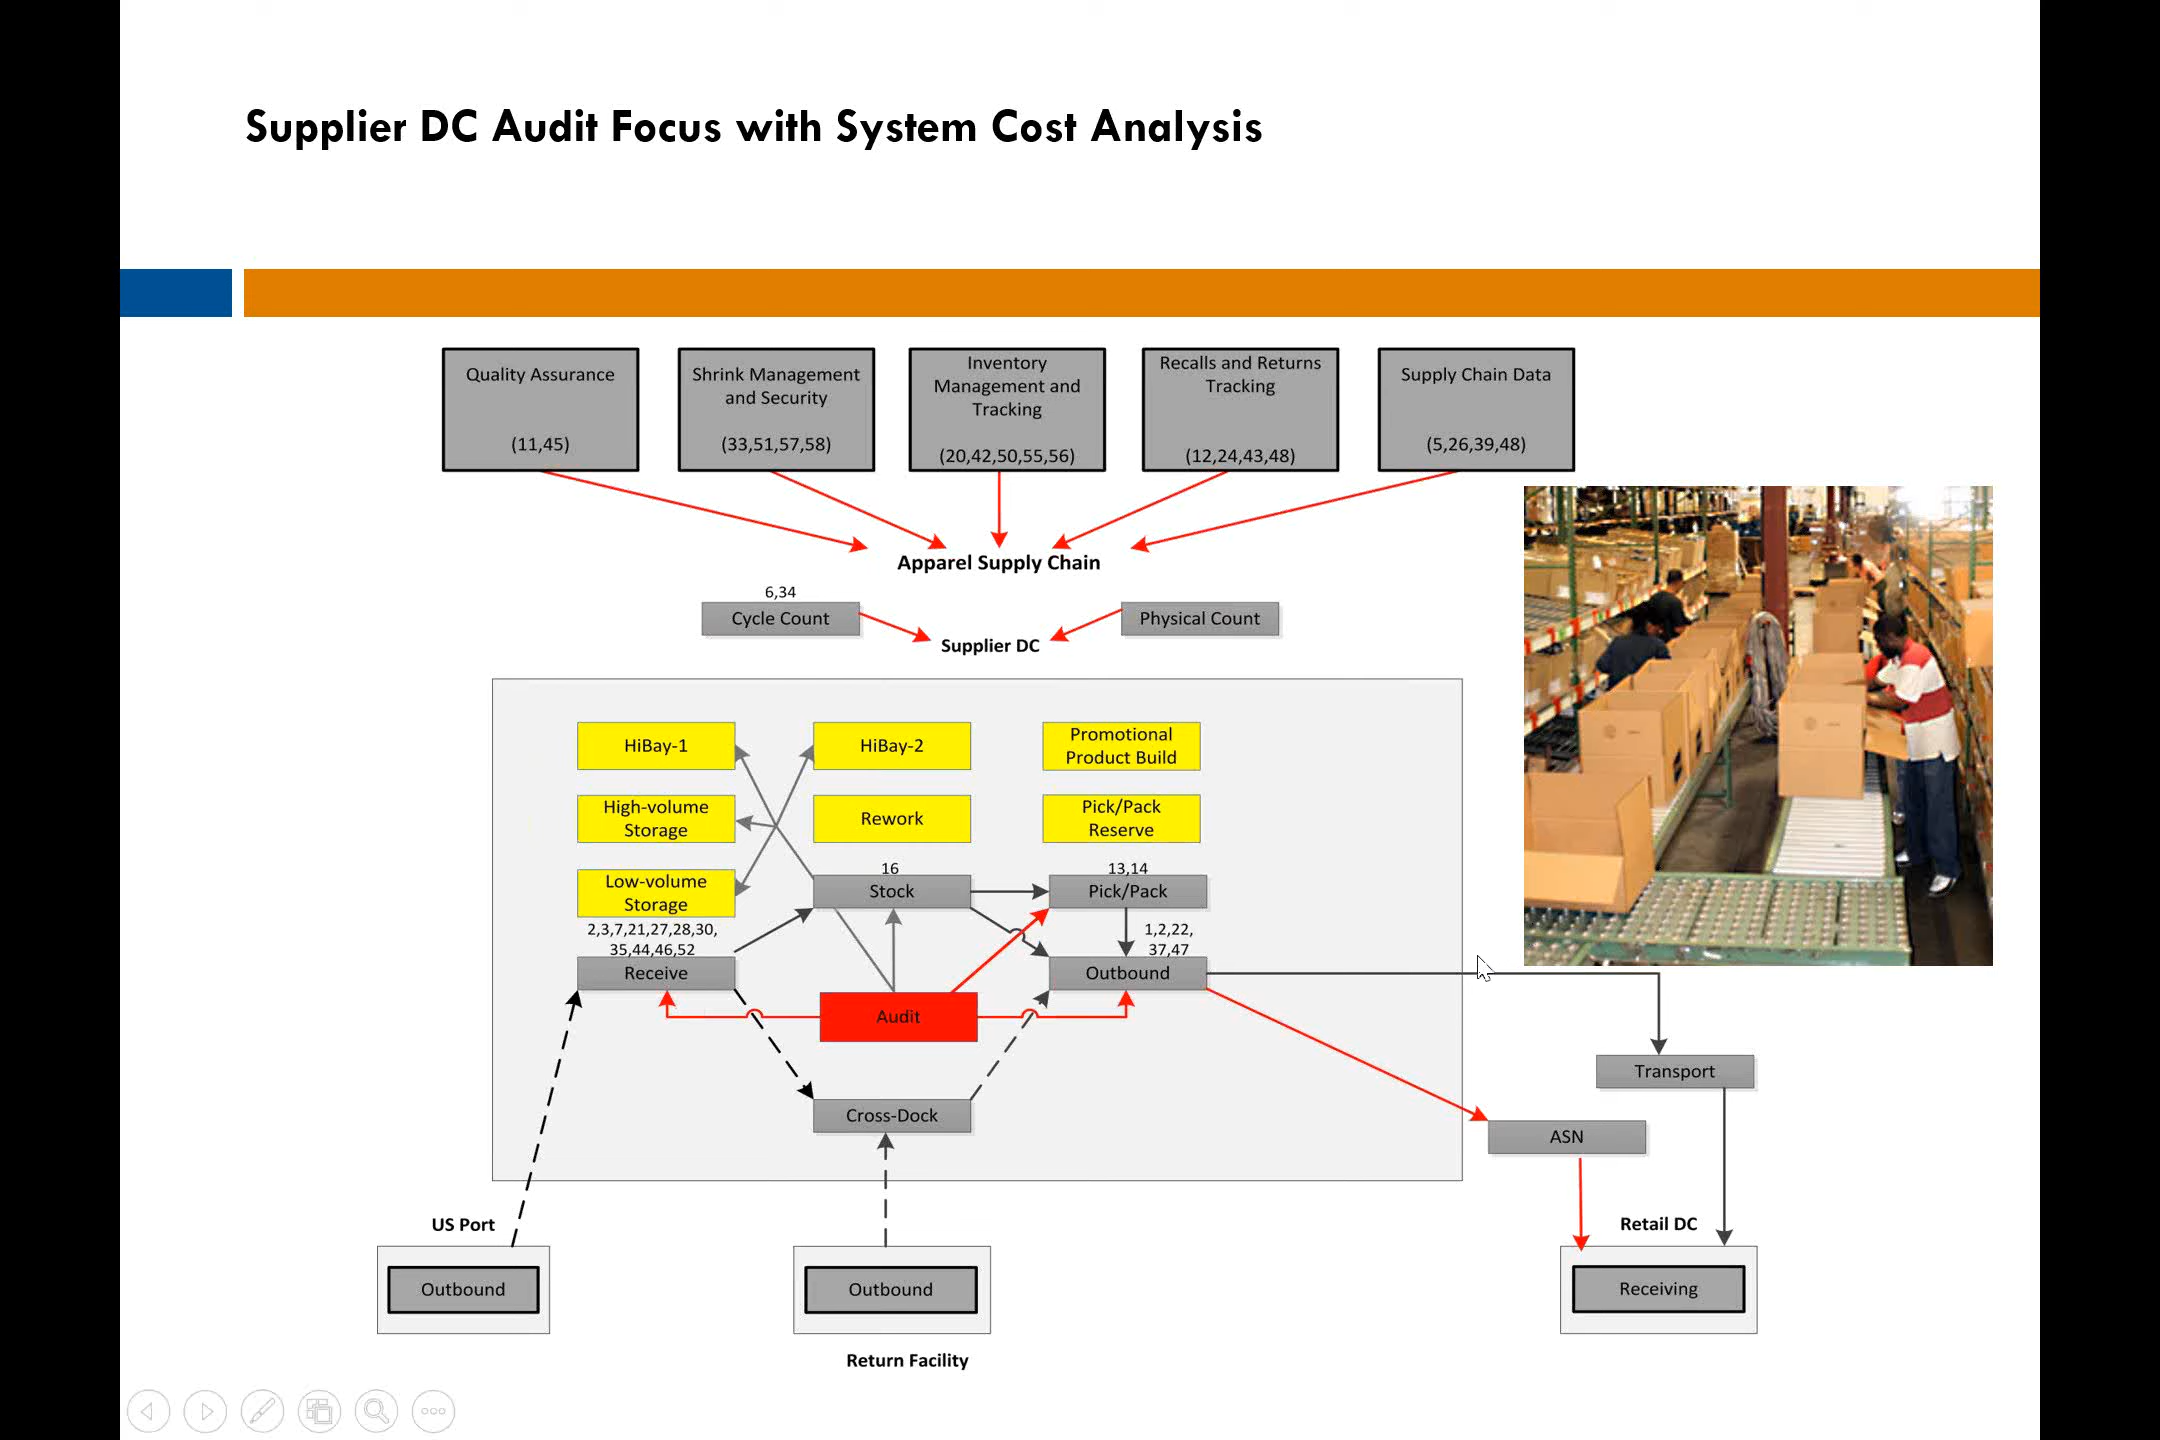 Supplier DC Audit Focus with System Cost Analysis
Quality Assurance
(11,45)
Shrink Management
and Security
(33,51,57,58)
Inventory
Management and
Tracking
(20,42,50,55,56)
Recalls and Returns
Tracking
(12,24,43,48)
Supply Chain Data
(5,26,39,48)
Apparel Supply Chain
6,34
Cycle Count
Physical Count
Supplier DC
HiBay-1
HiBay-2
Promotional
Product Build
High-volume
Storage
Rework
Pick/Pack
Reserve
Low-volume
Storage
16
Stock
13,14
Pick/Pack
2,3,7,21,27,28,30,
35,44,46,52
Receive
1,2,22,
37,47
Outbound
Audit
Transport
Cross-Dock
ASN
US Port
Outbound
Outbound
Return Facility
Retail DC
Receiving